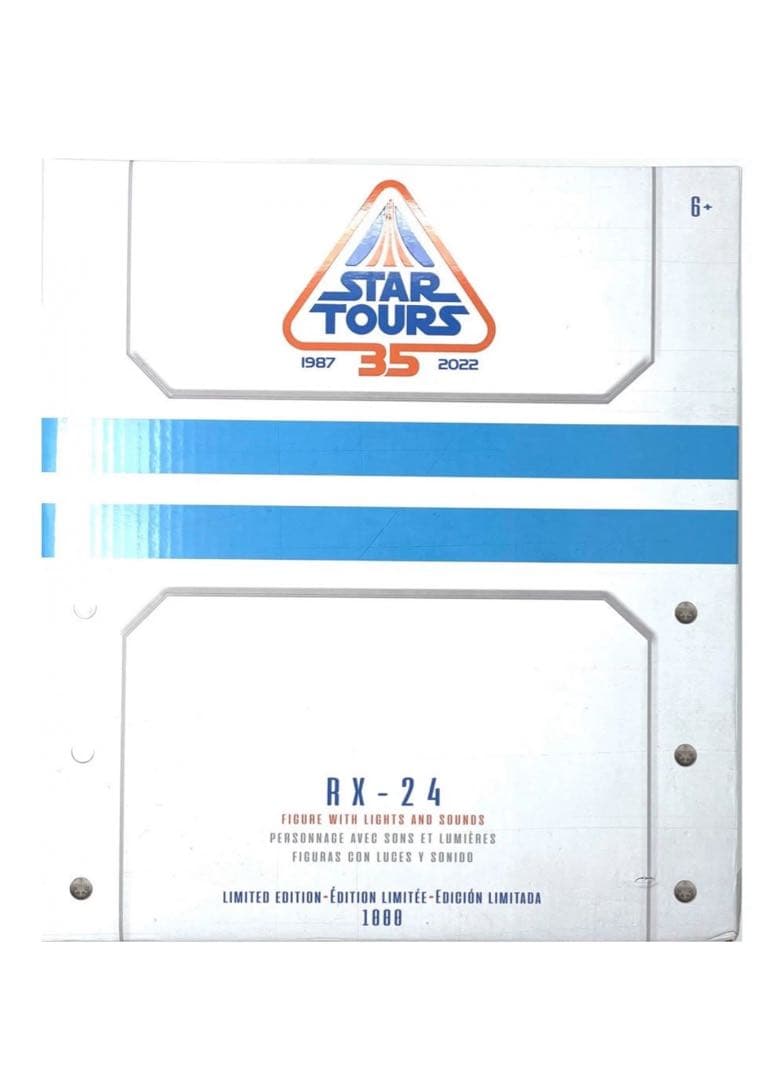 6+
STAR
TOURS
1987 35 2022
RX-24
FIGURE WITH LIGHTS AND SOUNDS
PERSONNAGE AVEC SONS ET LUMIÈRES
FIGURAS CON LUCES Y SONIDO
LIMITED EDITION-ÉDITION LIMITÉE-EDICIÓN LIMITADA
1000